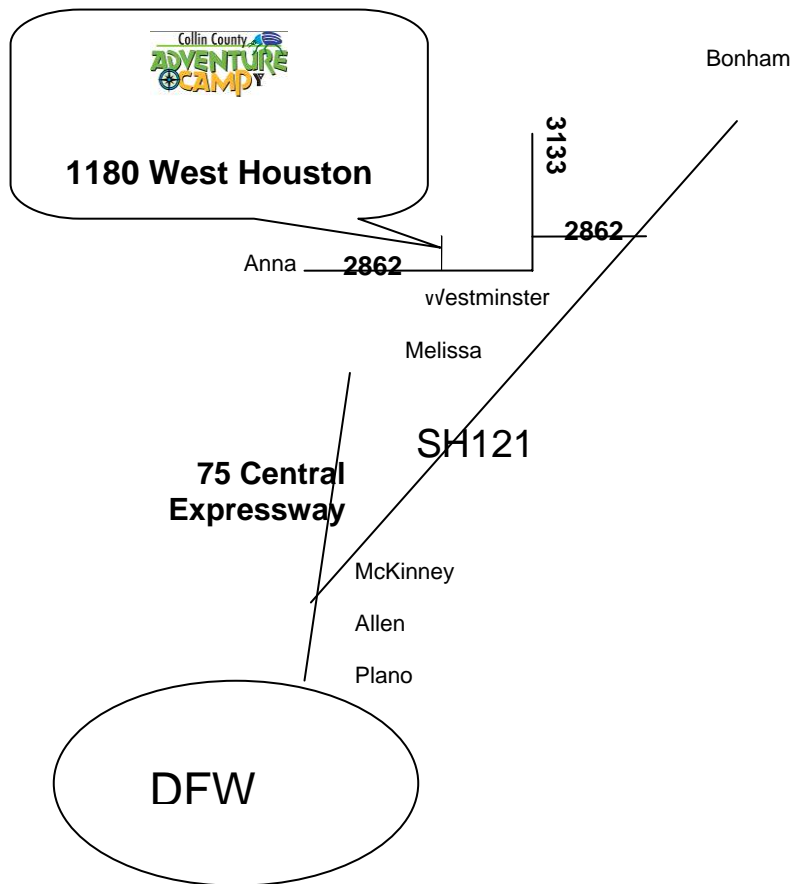 Collin County
ADVENTURE
CAMP Y
1180 West Houston
Bonham
3133
2862
Anna
2862
Westminster
Melissa
SH121
75 Central
Expressway
McKinney
Allen
Plano
DFW